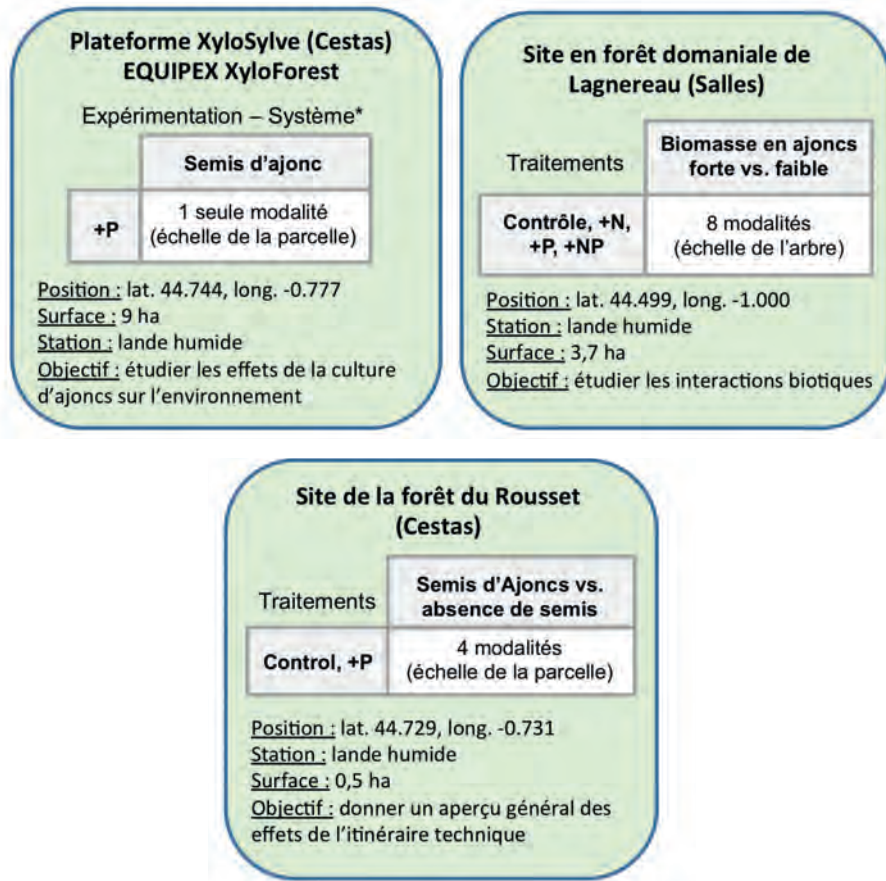 Plateforme XyloSylve (Cestas)
EQUIPEX XyloForest
Expérimentation – Système*
Semis d'ajonc
+P
1 seule modalité
(échelle de la parcelle)
Position : lat. 44.744, long. -0.777
Surface : 9 ha
Station : lande humide
Objectif : étudier les effets de la culture
d'ajoncs sur l'environnement
Site en forêt domaniale de
Lagnereau (Salles)
Traitements
Biomasse en ajoncs
forte vs. faible
Contrôle, +N,
+P, +NP
8 modalités
(échelle de l'arbre)
Position : lat. 44.499, long. -1.000
Station : lande humide
Surface : 3,7 ha
Objectif : étudier les interactions biotiques
Site de la forêt du Rousset
(Cestas)
Traitements
Semis d'Ajoncs vs.
absence de semis
Control, +P
4 modalités
(échelle de la parcelle)
Position : lat. 44.729, long. -0.731
Station : lande humide
Surface : 0,5 ha
Objectif : donner un aperçu général des
effets de l'itinéraire technique